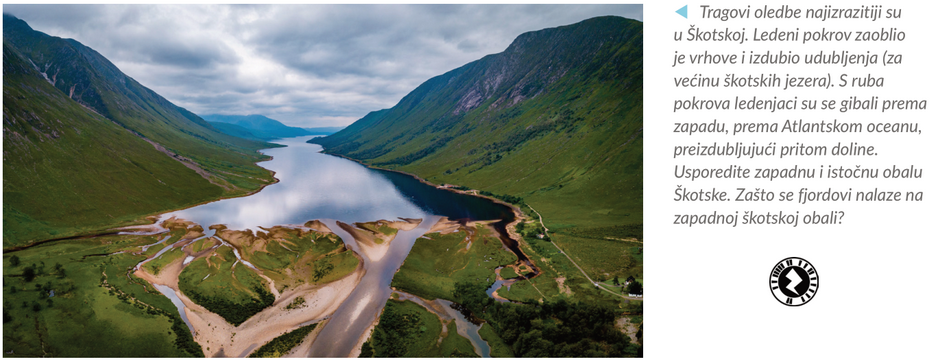 Tragovi oledbe najizrazitiji su
u Škotskoj. Ledeni pokrov zaoblio
je vrhove i izdubio udubljenja (za
većinu škotskih jezera). S ruba
pokrova ledenjaci su se gibali prema
zapadu, prema Atlantskom oceanu,
preizdubljujući pritom doline.
Usporedite zapadnu i istočnu obalu
Škotske. Zašto se fjordovi nalaze na
zapadnoj škotskoj obali?